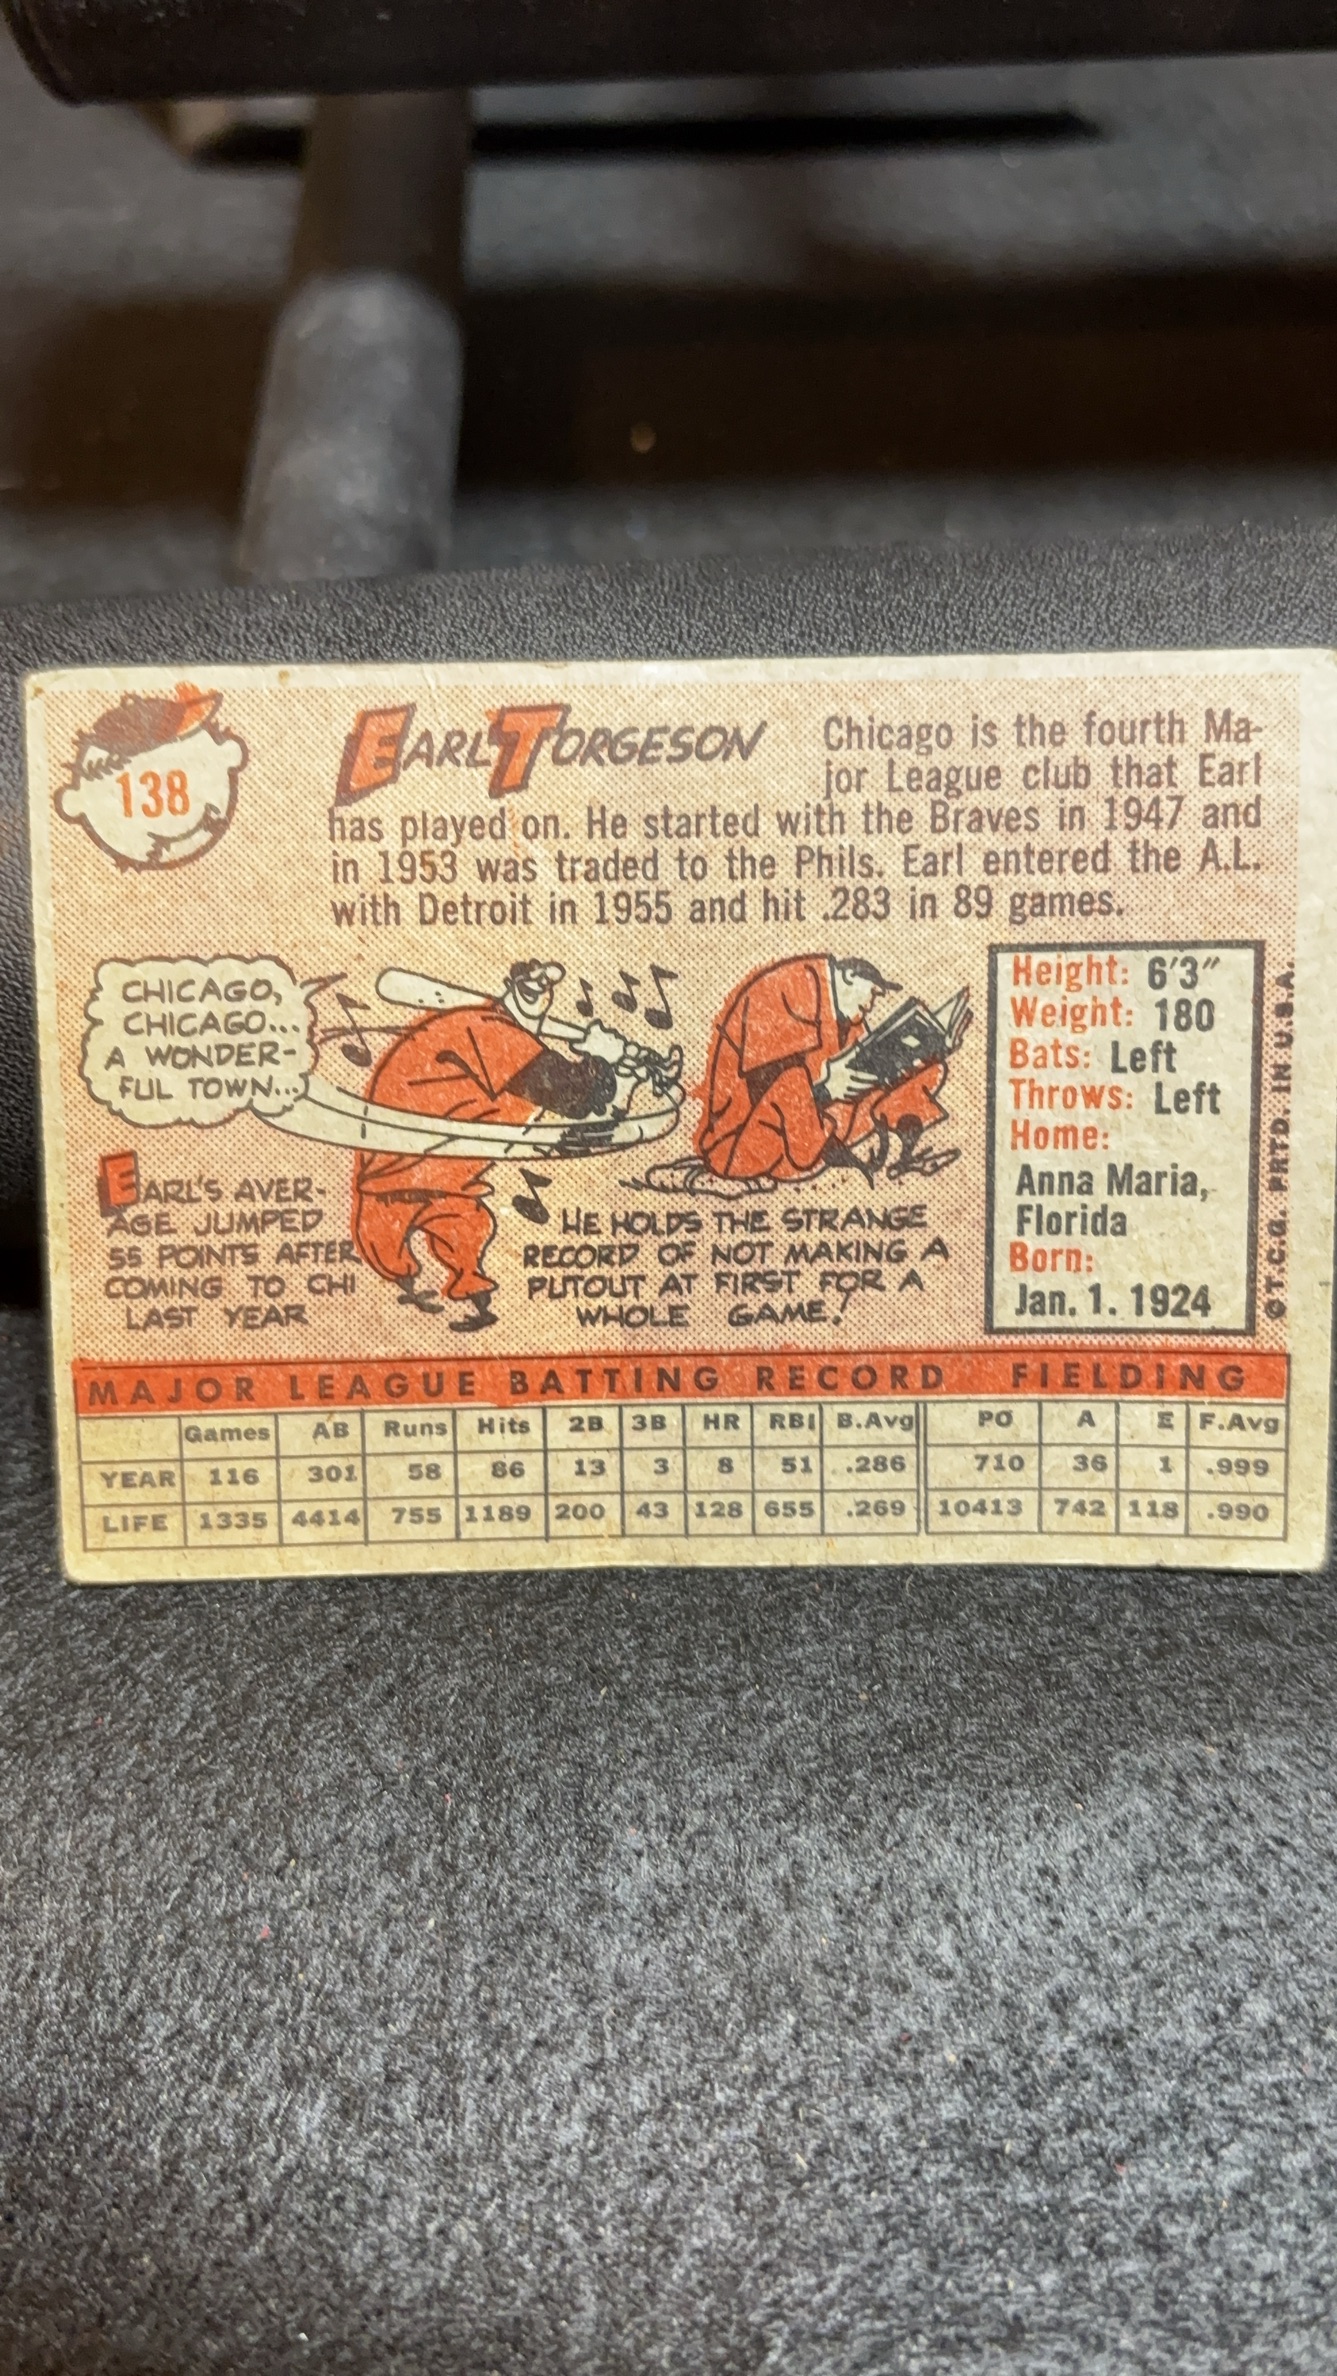 138
EARL TORGESON
Chicago is the fourth Ma-
jor League club that Earl
has played on. He started with the Braves in 1947 and
in 1953 was traded to the Phils. Earl entered the A.L.
with Detroit in 1955 and hit .283 in 89 games.
CHICAGO,
CHICAGO...
A WONDER-
FUL TOWN...
EARL'S AVER-
AGE JUMPED
55 POINTS AFTER
COMING TO CHI
LAST YEAR
HE HOLDS THE STRANGE
RECORD OF NOT MAKING A
PUTOUT AT FIRST FOR A
WHOLE GAME!
Height: 6'3"
Weight: 180
Bats: Left
Throws: Left
Home:
Anna Maria,
Florida
Born:
Jan. 1. 1924
©T.C.G. PRTD. IN U.S.A.
MAJOR LEAGUE BATTING RECORD FIELDING
Games AB Runs Hits 2B 3B HR RBI B.Avg PO A E F.Avg
YEAR 116 301 58 86 13 3 8 51 .286 710 36 1 .999
LIFE 1335 4414 755 1189 200 43 128 655 .269 10413 742 118 .990